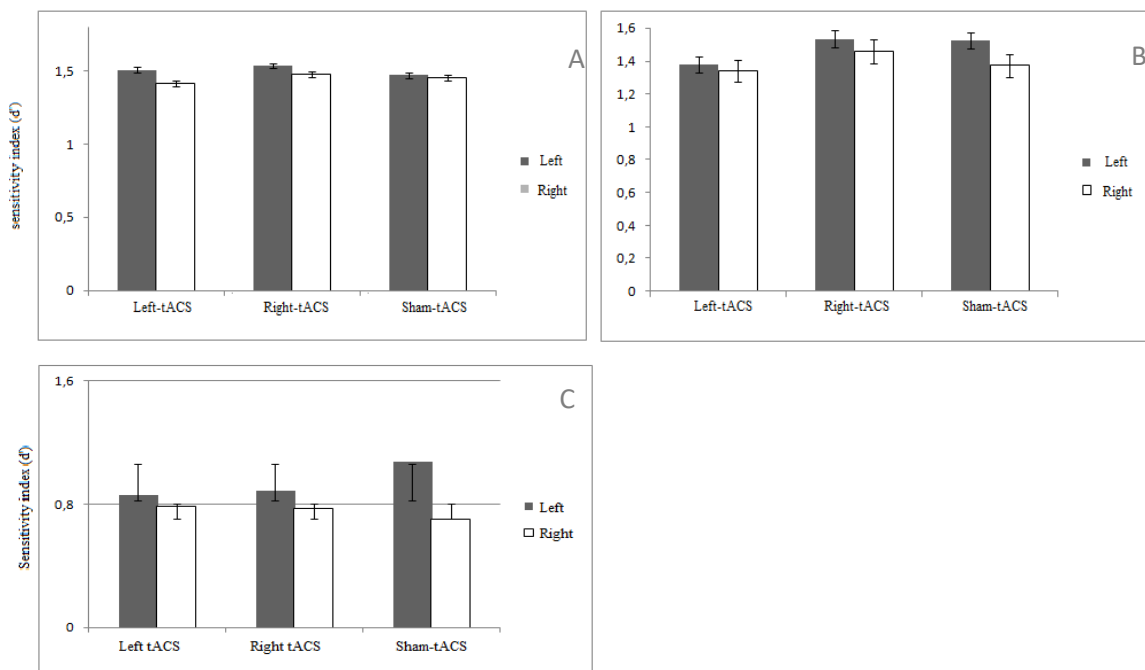 A
sensitivity index (d')
1,5
1
0,5
0
Left-tACS Right-tACS Sham-tACS
Left
Right
B
1,6
1,4
1,2
1
0,8
0,6
0,4
0,2
0
Left-tACS Right-tACS Sham-tACS
Left
Right
C
Sensitivity index (d')
1,6
0,8
0
Left tACS Right tACS Sham-tACS
Left
Right